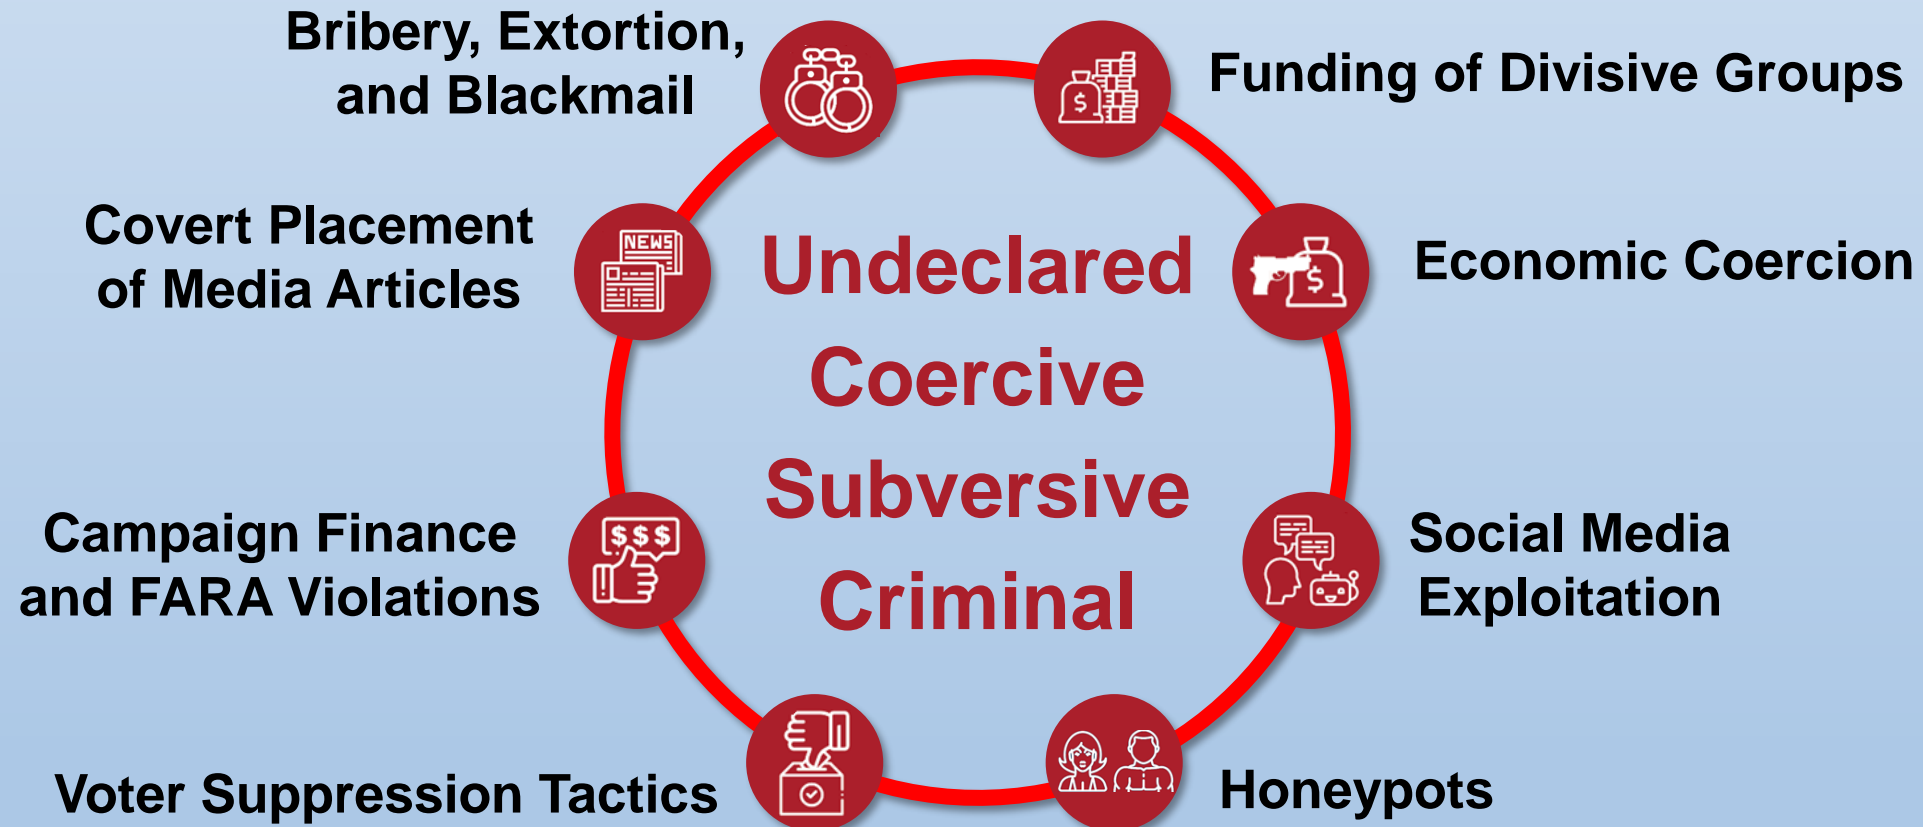 Bribery, Extortion,
and Blackmail
Funding of Divisive Groups
Covert Placement
of Media Articles
NEWS
Undeclared
Coercive
Subversive
Criminal
$
Economic Coercion
$
Campaign Finance
and FARA Violations
$$$
Social Media
Exploitation
Voter Suppression Tactics
Honeypots